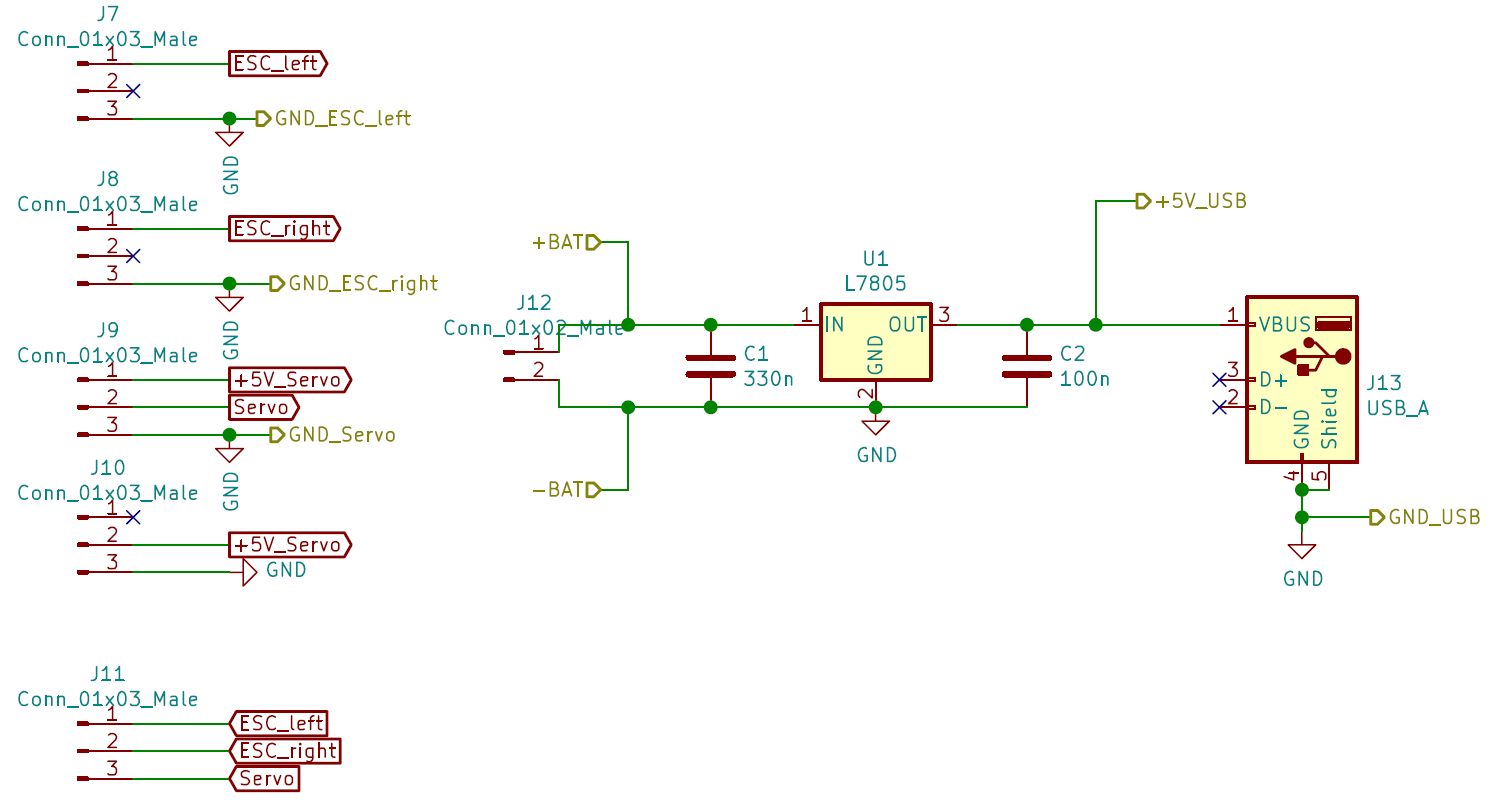 J7
Conn_01x03_Male
1
ESC_left
2
3
GND_ESC_left
GND
J8
Conn_01x03_Male
1
ESC_right
2
3
GND_ESC_right
GND
J9
Conn_01x03_Male
1
+5V_Servo
2
Servo
3
GND_Servo
GND
J10
Conn_01x03_Male
1
2
+5V_Servo
3
GND
J11
Conn_01x03_Male
1
ESC_left
2
ESC_right
3
Servo
+BAT
J12
Conn_01x02_Male
1
2
-BAT
C1
330n
U1
L7805
1
IN
OUT
3
GND
2
GND
C2
100n
+5V_USB
1
VBUS
3
D+
2
D-
GND
Shield
4
5
J13
USB_A
GND_USB
GND